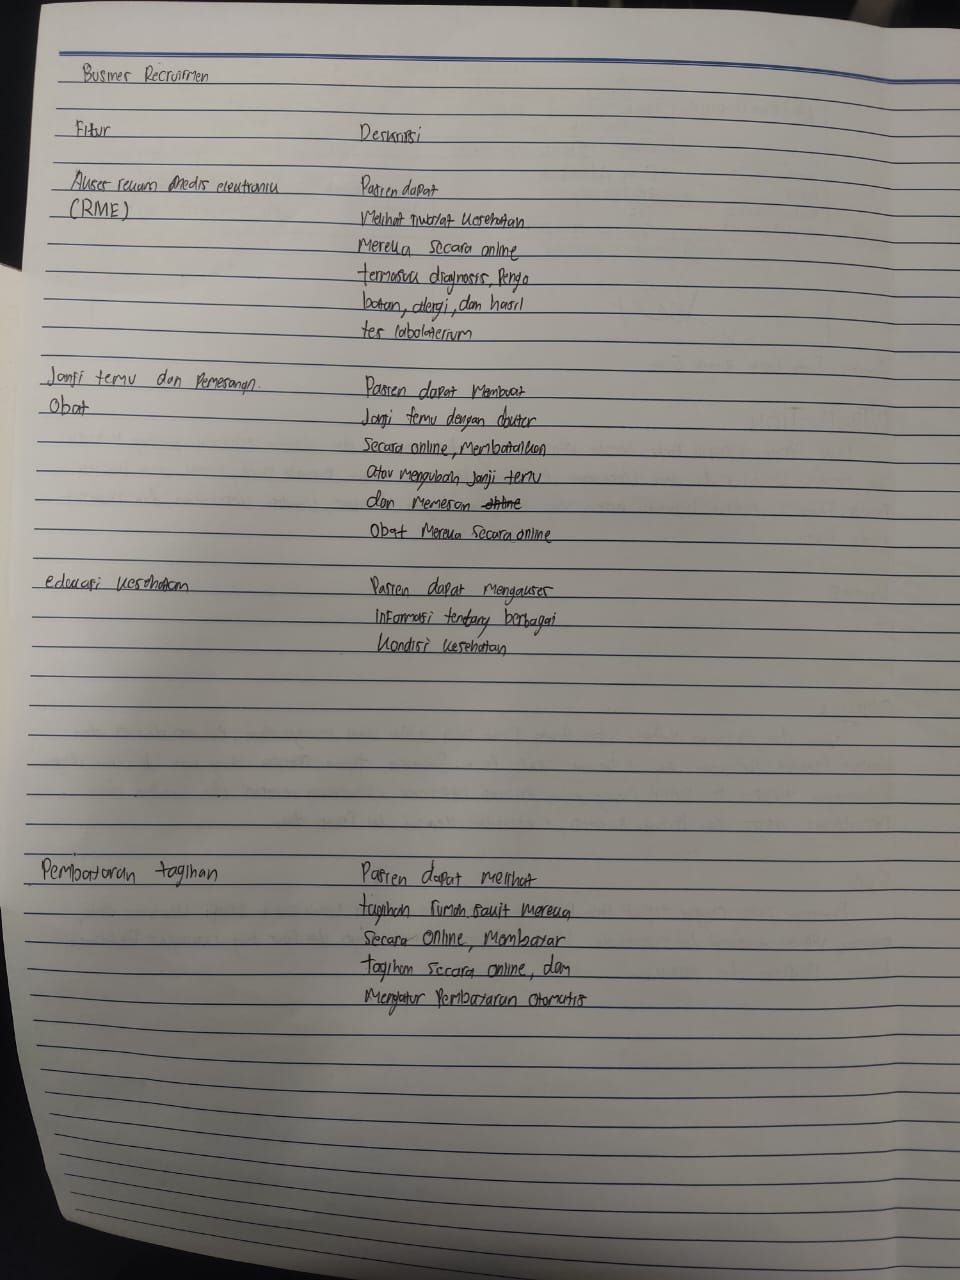 Busines Recruirmen
Fitur Deskripsi
Akses rekam medis elektronik Pasien dapat
(RME) Melihat riwayat kesehatan
Mereka secara online
termasuk diagnosis, Pengo
batan, alergi, dan hasil
tes labolaterium
Janji temu dan Pemesanan Pasien dapat Membuat
Obat Janji temu dengan dokter
Secara online, Membatalkan
atau mengubah Janji temu
dan Memesan online
Obat Mereka Secara online
edukasi kesehatan Pasien dapat mengakses
Informasi tentang berbagai
kondisi kesehatan
Pembayaran tagihan Pasien dapat melihat
tagihan rumah sakit mereka
Secara Online, Membayar
tagihan secara online, dan
Mengatur Pembayaran Otomatis